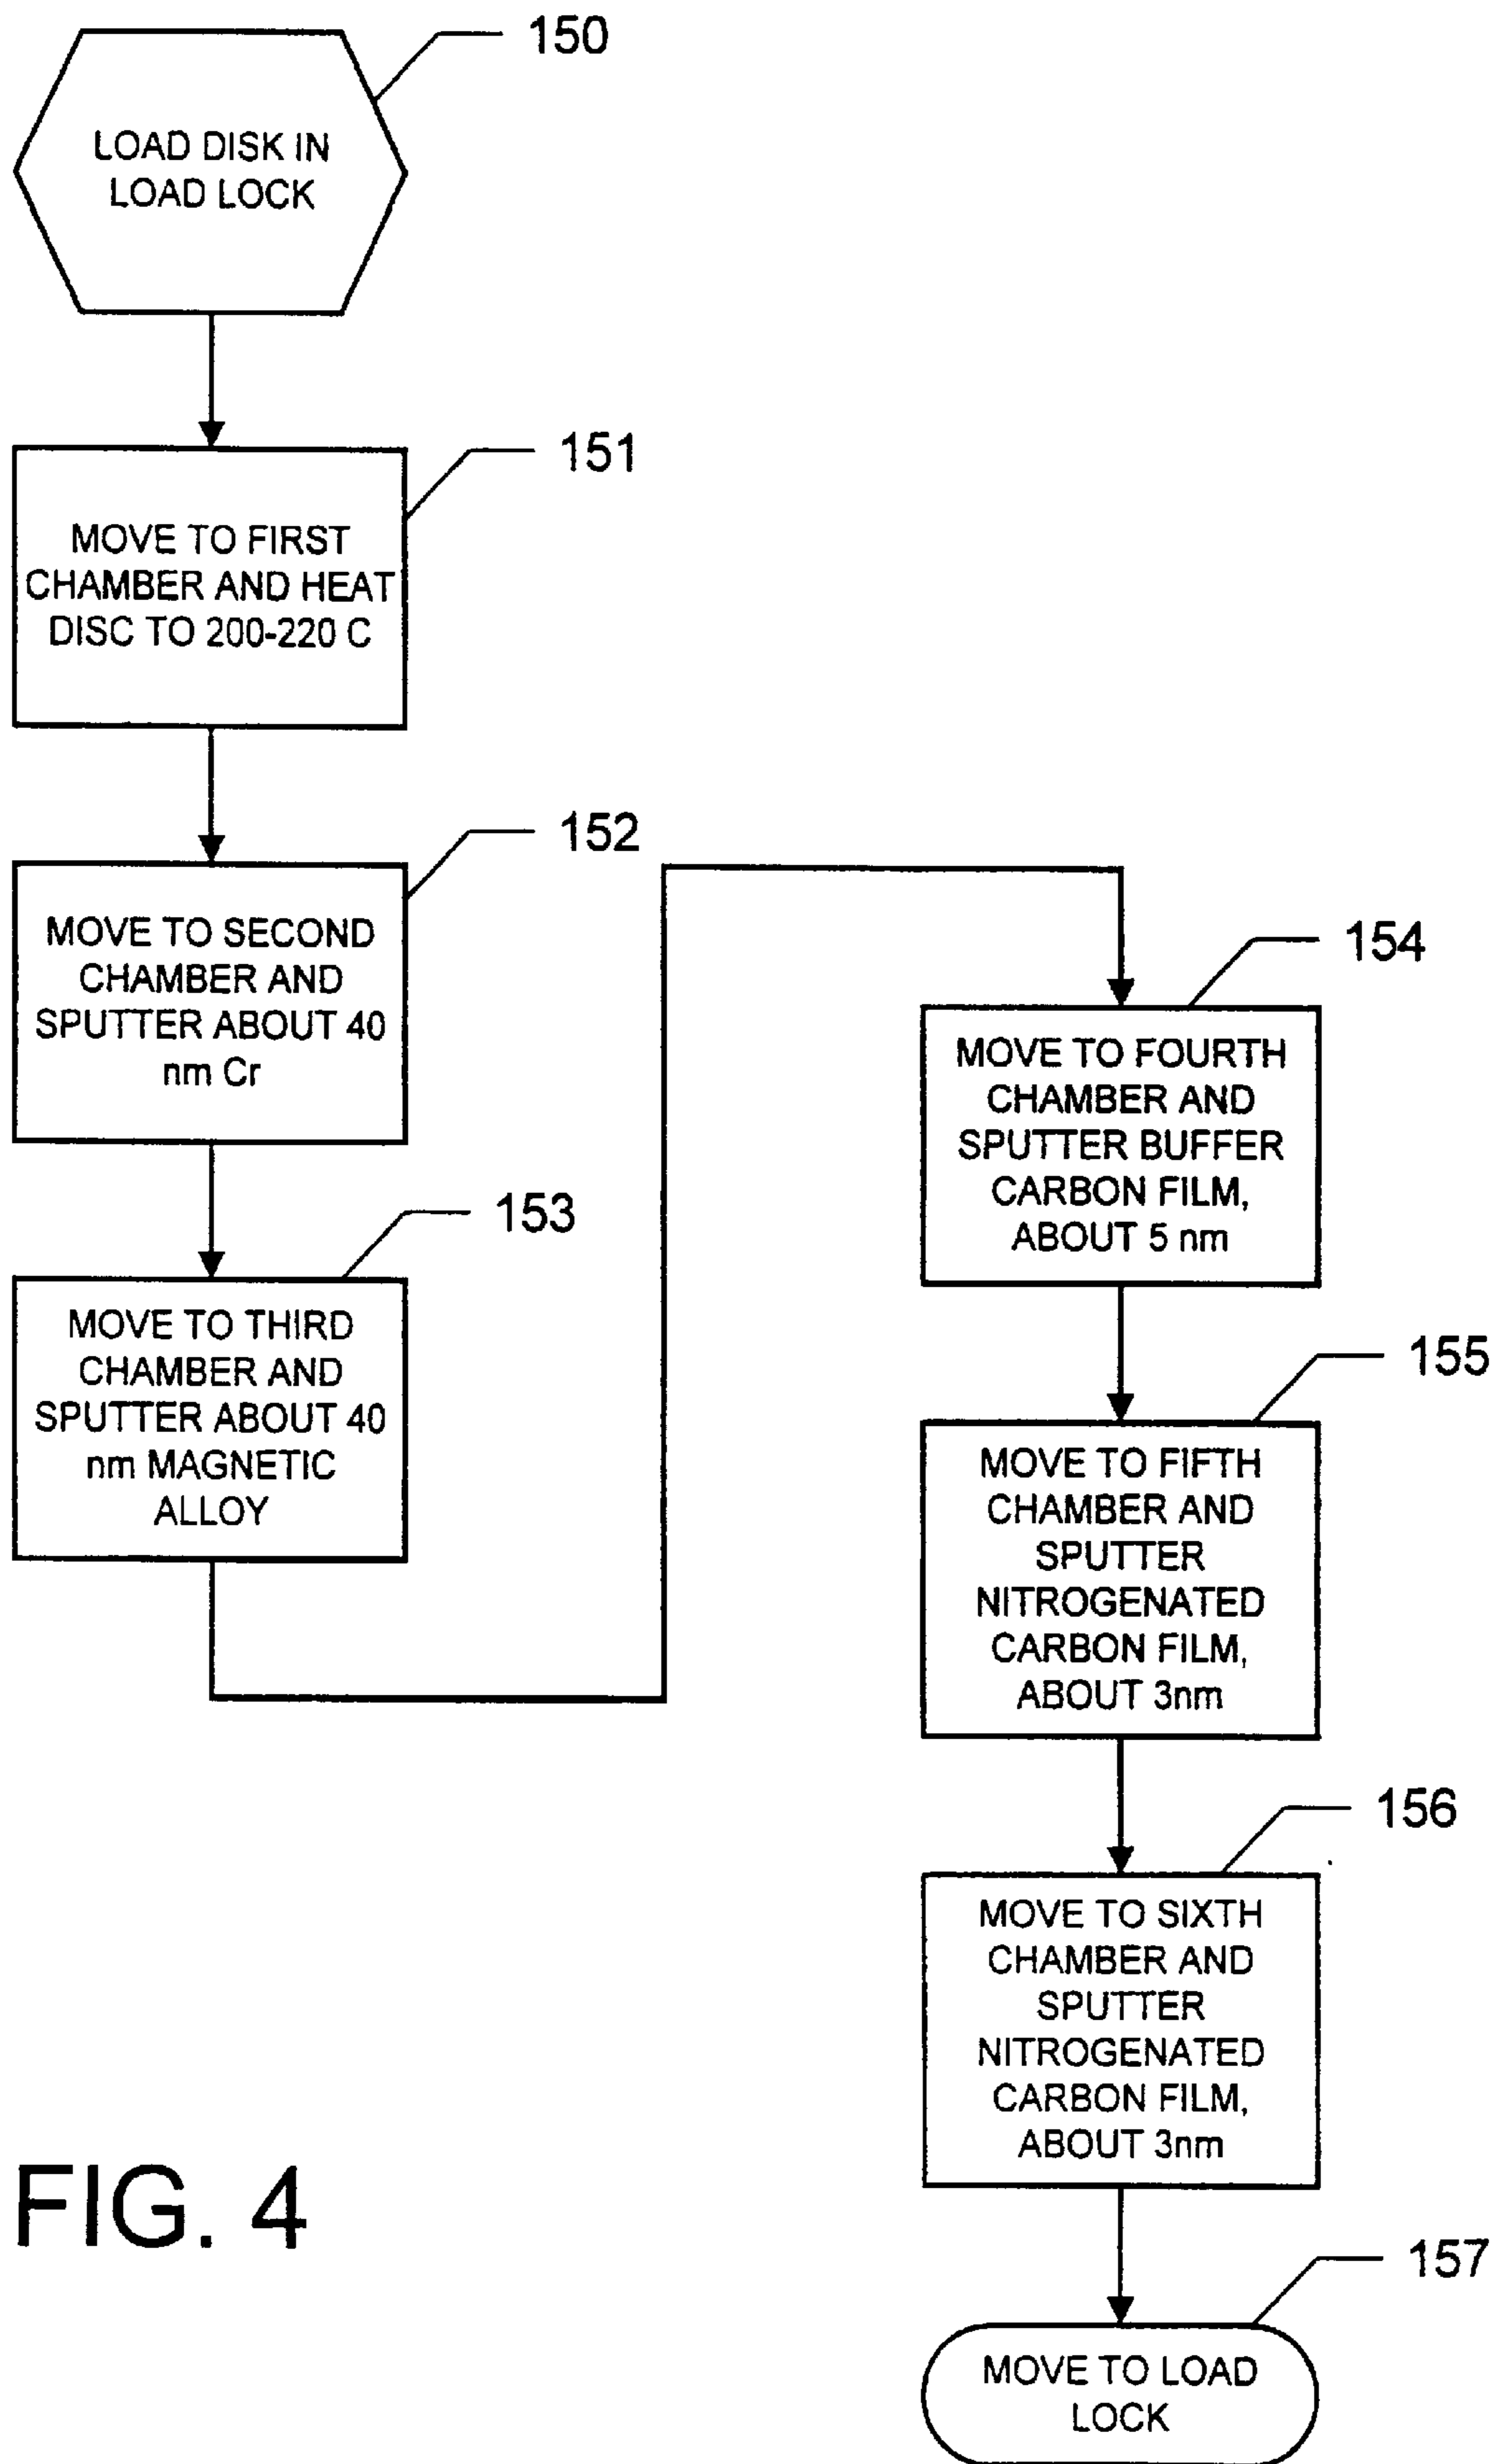 150
LOAD DISK IN
LOAD LOCK
151
MOVE TO FIRST
CHAMBER AND HEAT
DISC TO 200-220 C
152
MOVE TO SECOND
CHAMBER AND
SPUTTER ABOUT 40
nm Cr
153
MOVE TO THIRD
CHAMBER AND
SPUTTER ABOUT 40
nm MAGNETIC
ALLOY
154
MOVE TO FOURTH
CHAMBER AND
SPUTTER BUFFER
CARBON FILM,
ABOUT 5 nm
155
MOVE TO FIFTH
CHAMBER AND
SPUTTER
NITROGENATED
CARBON FILM,
ABOUT 3nm
156
MOVE TO SIXTH
CHAMBER AND
SPUTTER
NITROGENATED
CARBON FILM,
ABOUT 3nm
157
MOVE TO LOAD
LOCK
FIG. 4